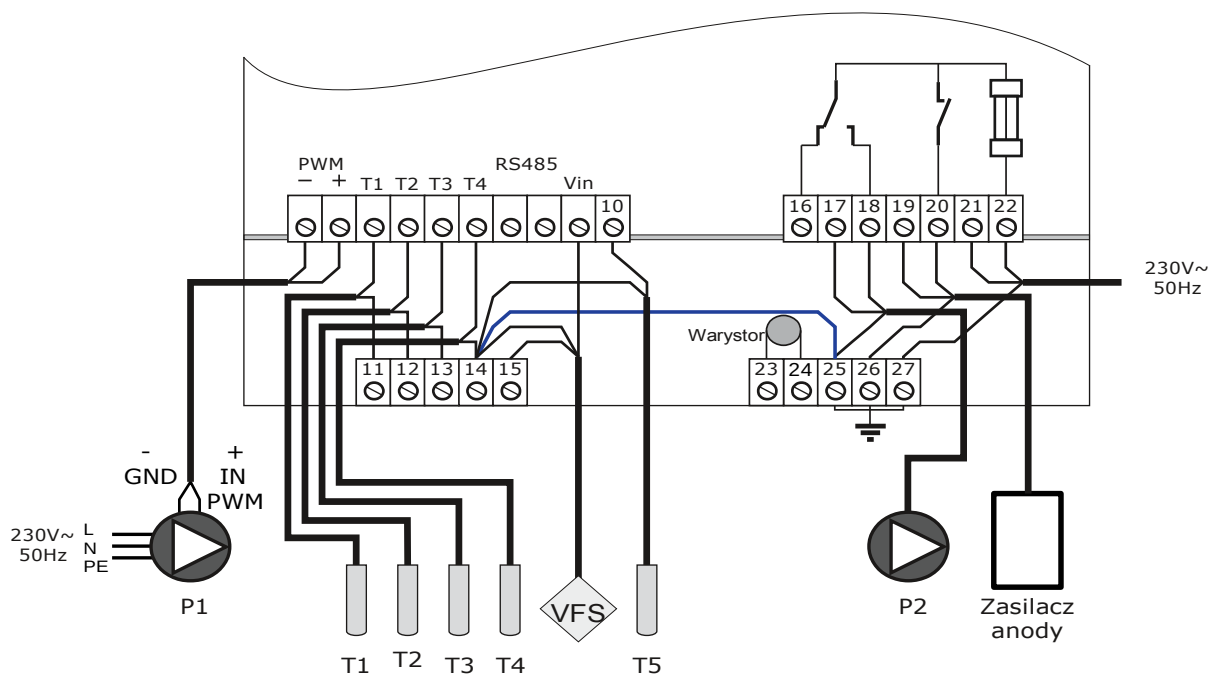 PWM
RS485
− + T1 T2 T3 T4 Vin
10
16 17 18 19 20 21 22
230V~
50Hz
Warystor
11 12 13 14 15
23 24 25 26 27
- +
GND IN
PWM
230V~
50Hz
L
N
PE
P1
VFS
T1 T2 T3 T4 T5
P2
Zasilacz
anody